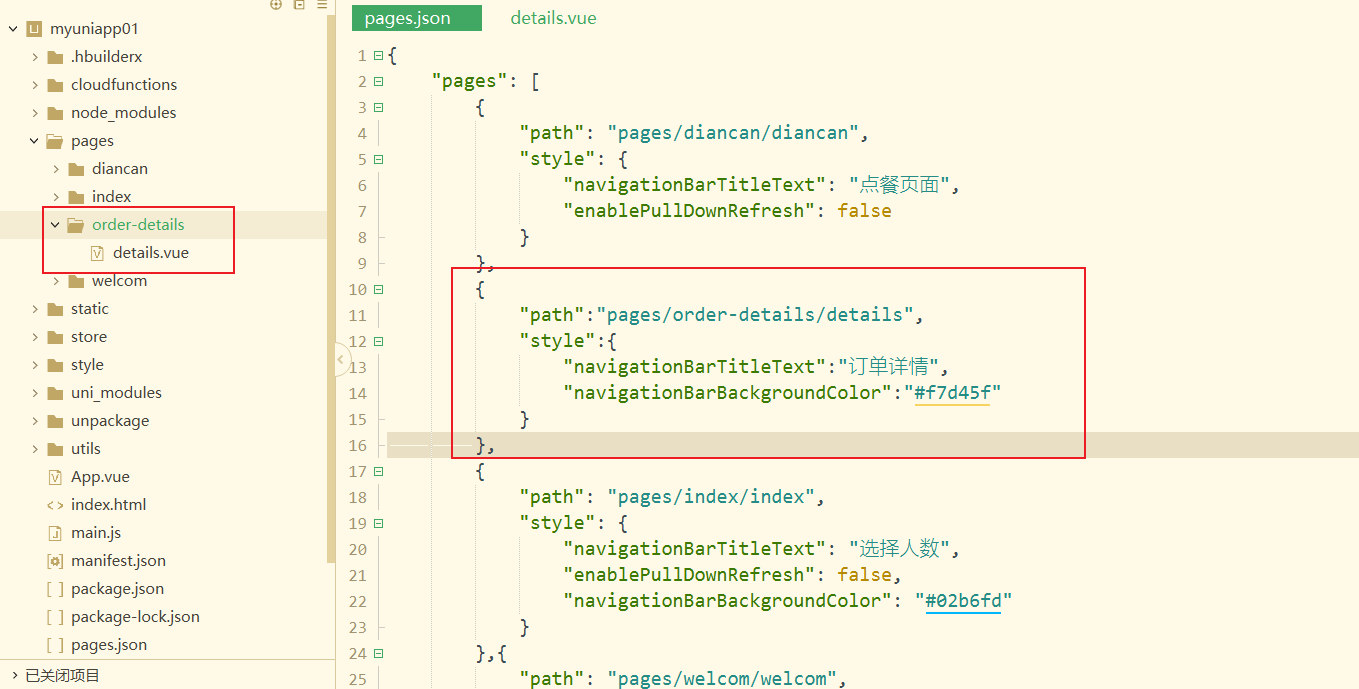 myuniapp01
.hbuilderx
cloudfunctions
node_modules
pages
diancan
index
order-details
details.vue
welcom
static
store
style
uni_modules
unpackage
utils
App.vue
index.html
main.js
manifest.json
package.json
package-lock.json
pages.json
已关闭项目
pages.json details.vue
1 {
2 "pages": [
3 {
4 "path": "pages/diancan/diancan",
5 "style": {
6 "navigationBarTitleText": "点餐页面",
7 "enablePullDownRefresh": false
8 }
9 },
10 {
11 "path":"pages/order-details/details",
12 "style":{
13 "navigationBarTitleText":"订单详情",
14 "navigationBarBackgroundColor":"#f7d45f"
15 }
16 },
17 {
18 "path": "pages/index/index",
19 "style": {
20 "navigationBarTitleText": "选择人数",
21 "enablePullDownRefresh": false,
22 "navigationBarBackgroundColor": "#02b6fd"
23 }
24 },{
25 "path": "pages/welcom/welcom",